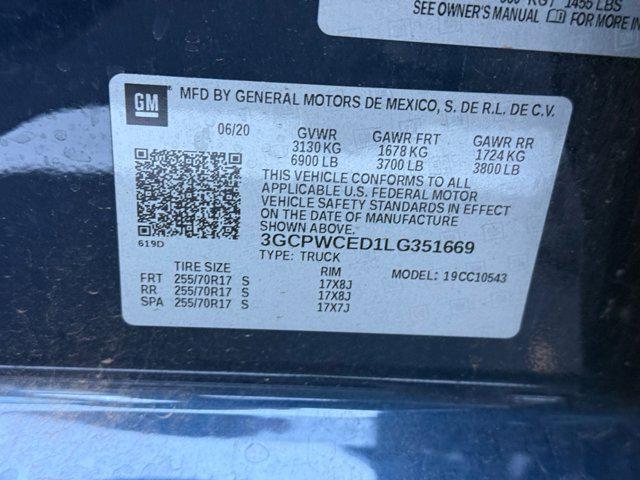 1455 LBS
SEE OWNER'S MANUAL FOR MORE IN
GM
MFD BY GENERAL MOTORS DE MEXICO, S. DE R.L. DE C.V.
06/20 GVWR GAWR FRT GAWR RR
3130 KG 1678 KG 1724 KG
6900 LB 3700 LB 3800 LB
THIS VEHICLE CONFORMS TO ALL
APPLICABLE U.S. FEDERAL MOTOR
VEHICLE SAFETY STANDARDS IN EFFECT
ON THE DATE OF MANUFACTURE
SHOWN ABOVE.
619D 3GCPWCED1LG351669
TYPE: TRUCK
TIRE SIZE RIM MODEL: 19CC10543
FRT 255/70R17 S 17X8J
RR 255/70R17 S 17X8J
SPA 255/70R17 S 17X7J